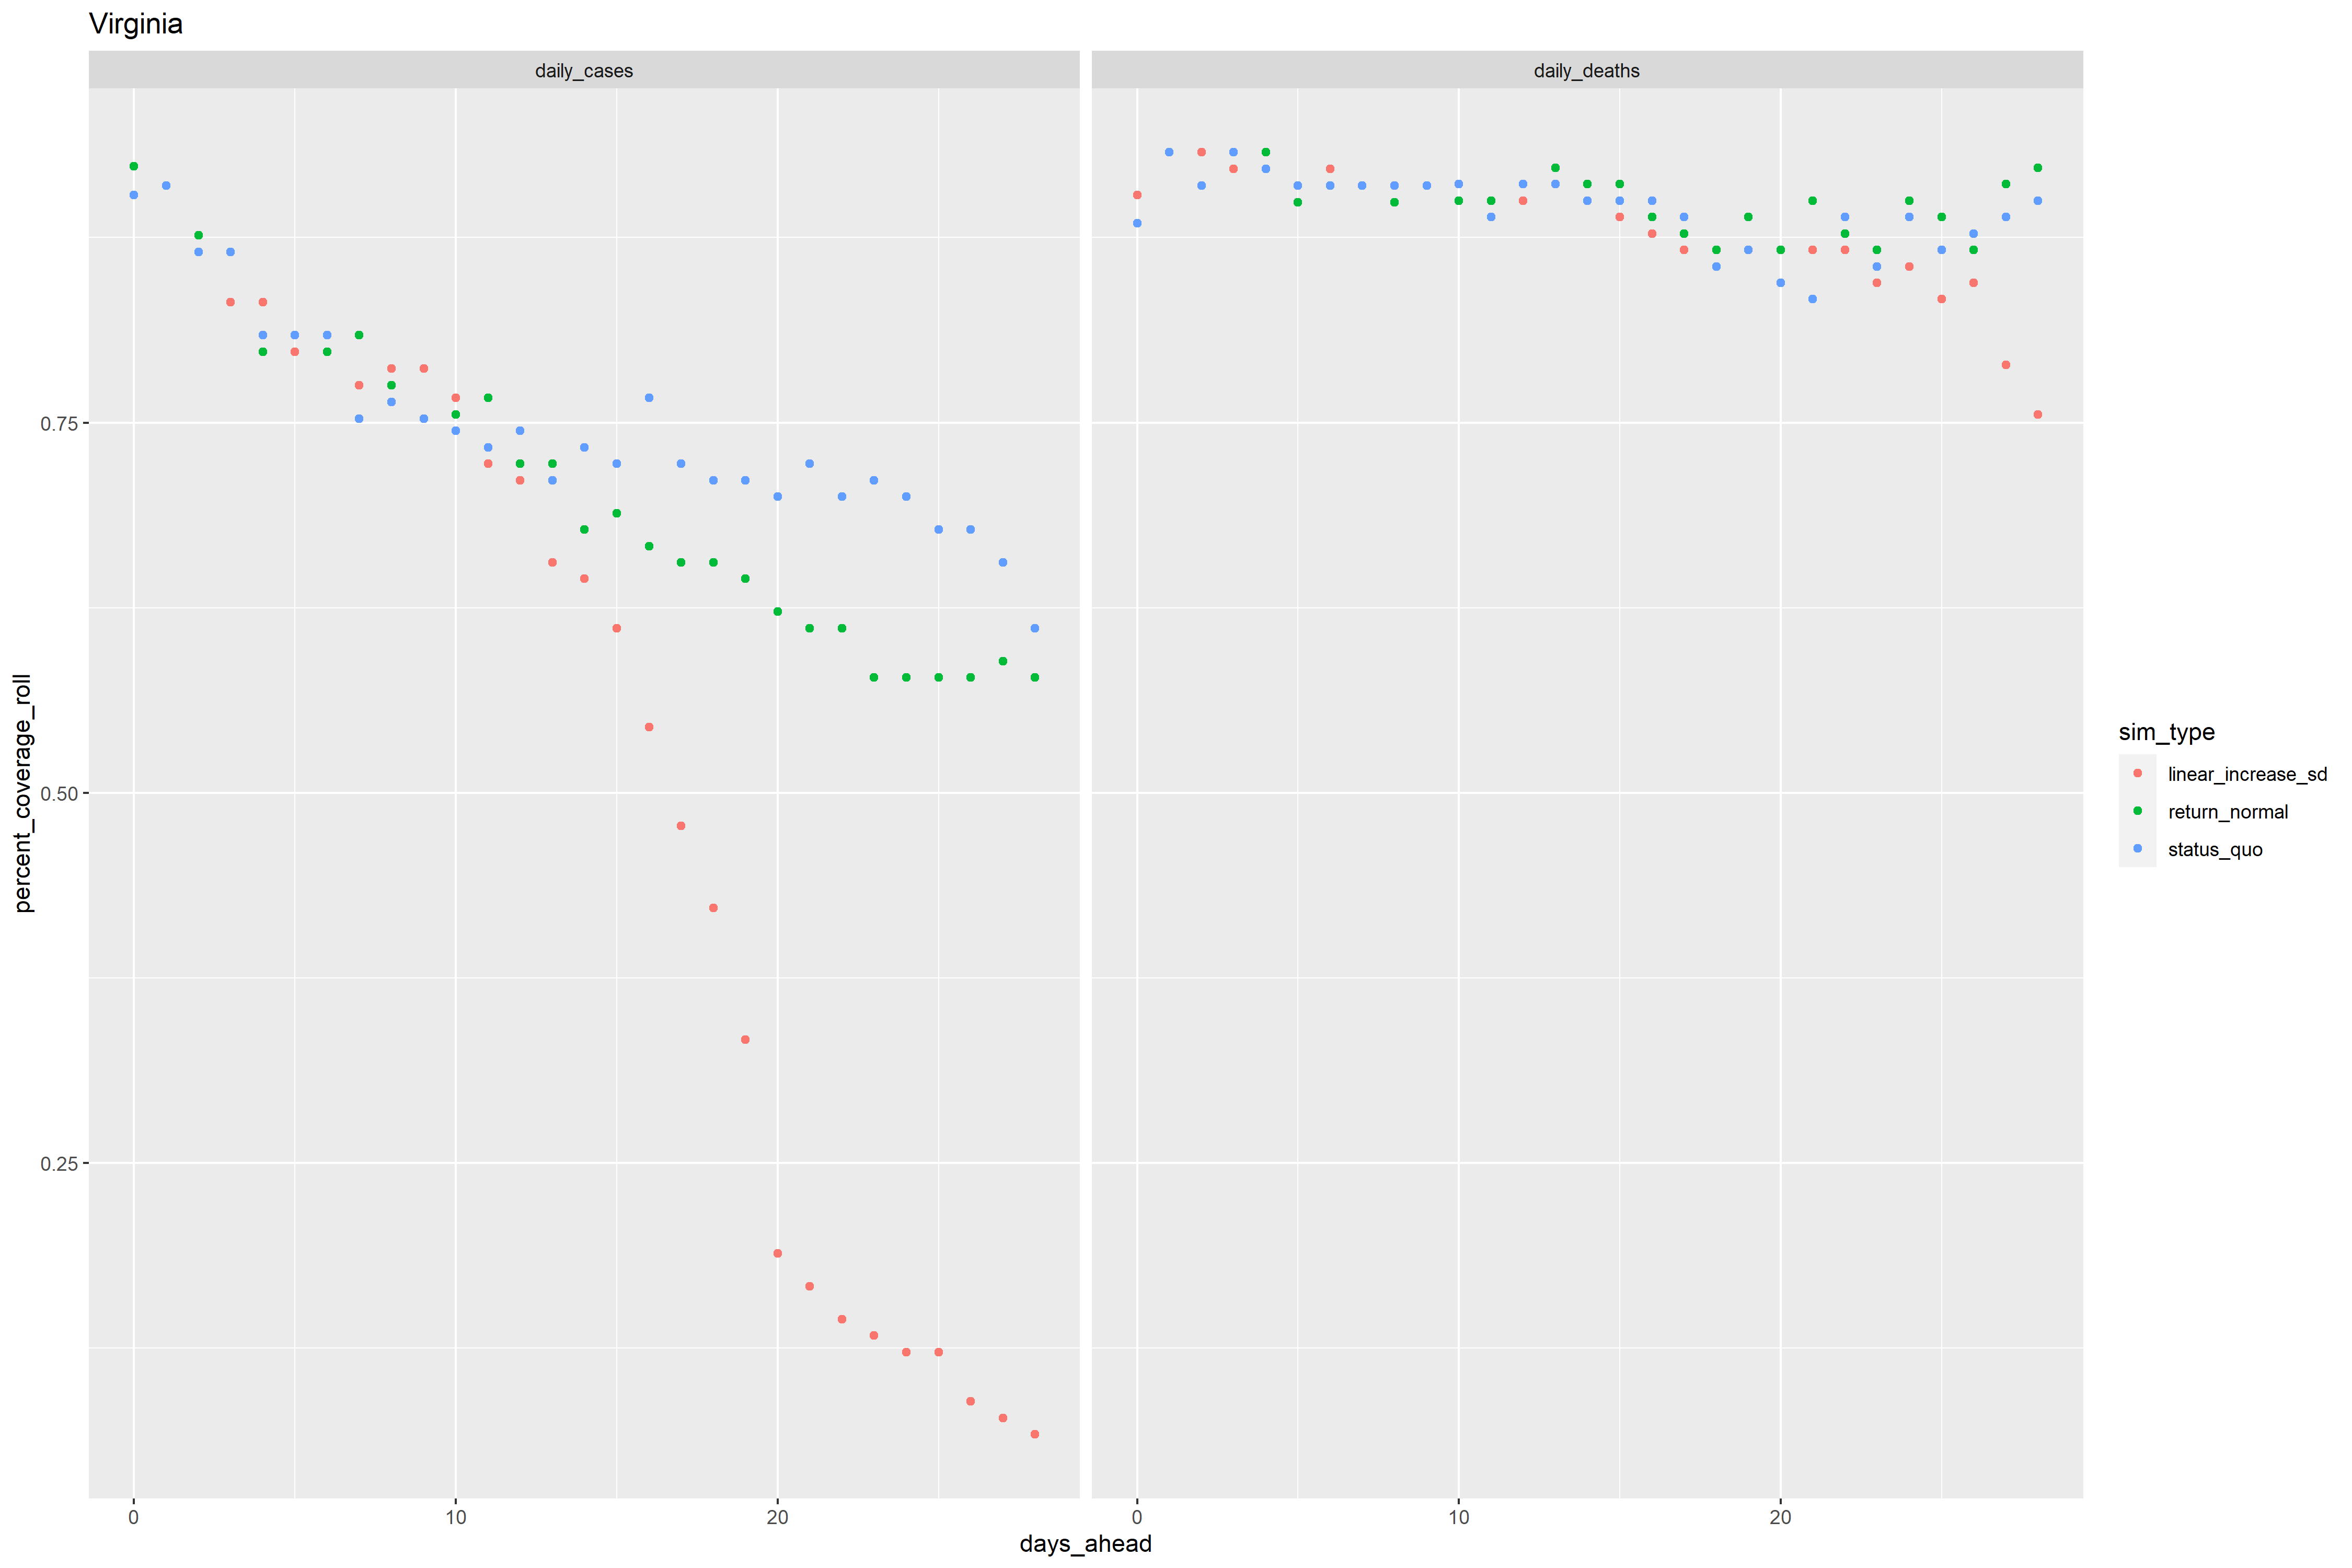 Virginia
daily_cases
daily_deaths
percent_coverage_roll
0.75
0.50
0.25
0
10
20
0
10
20
days_ahead
sim_type
linear_increase_sd
return_normal
status_quo